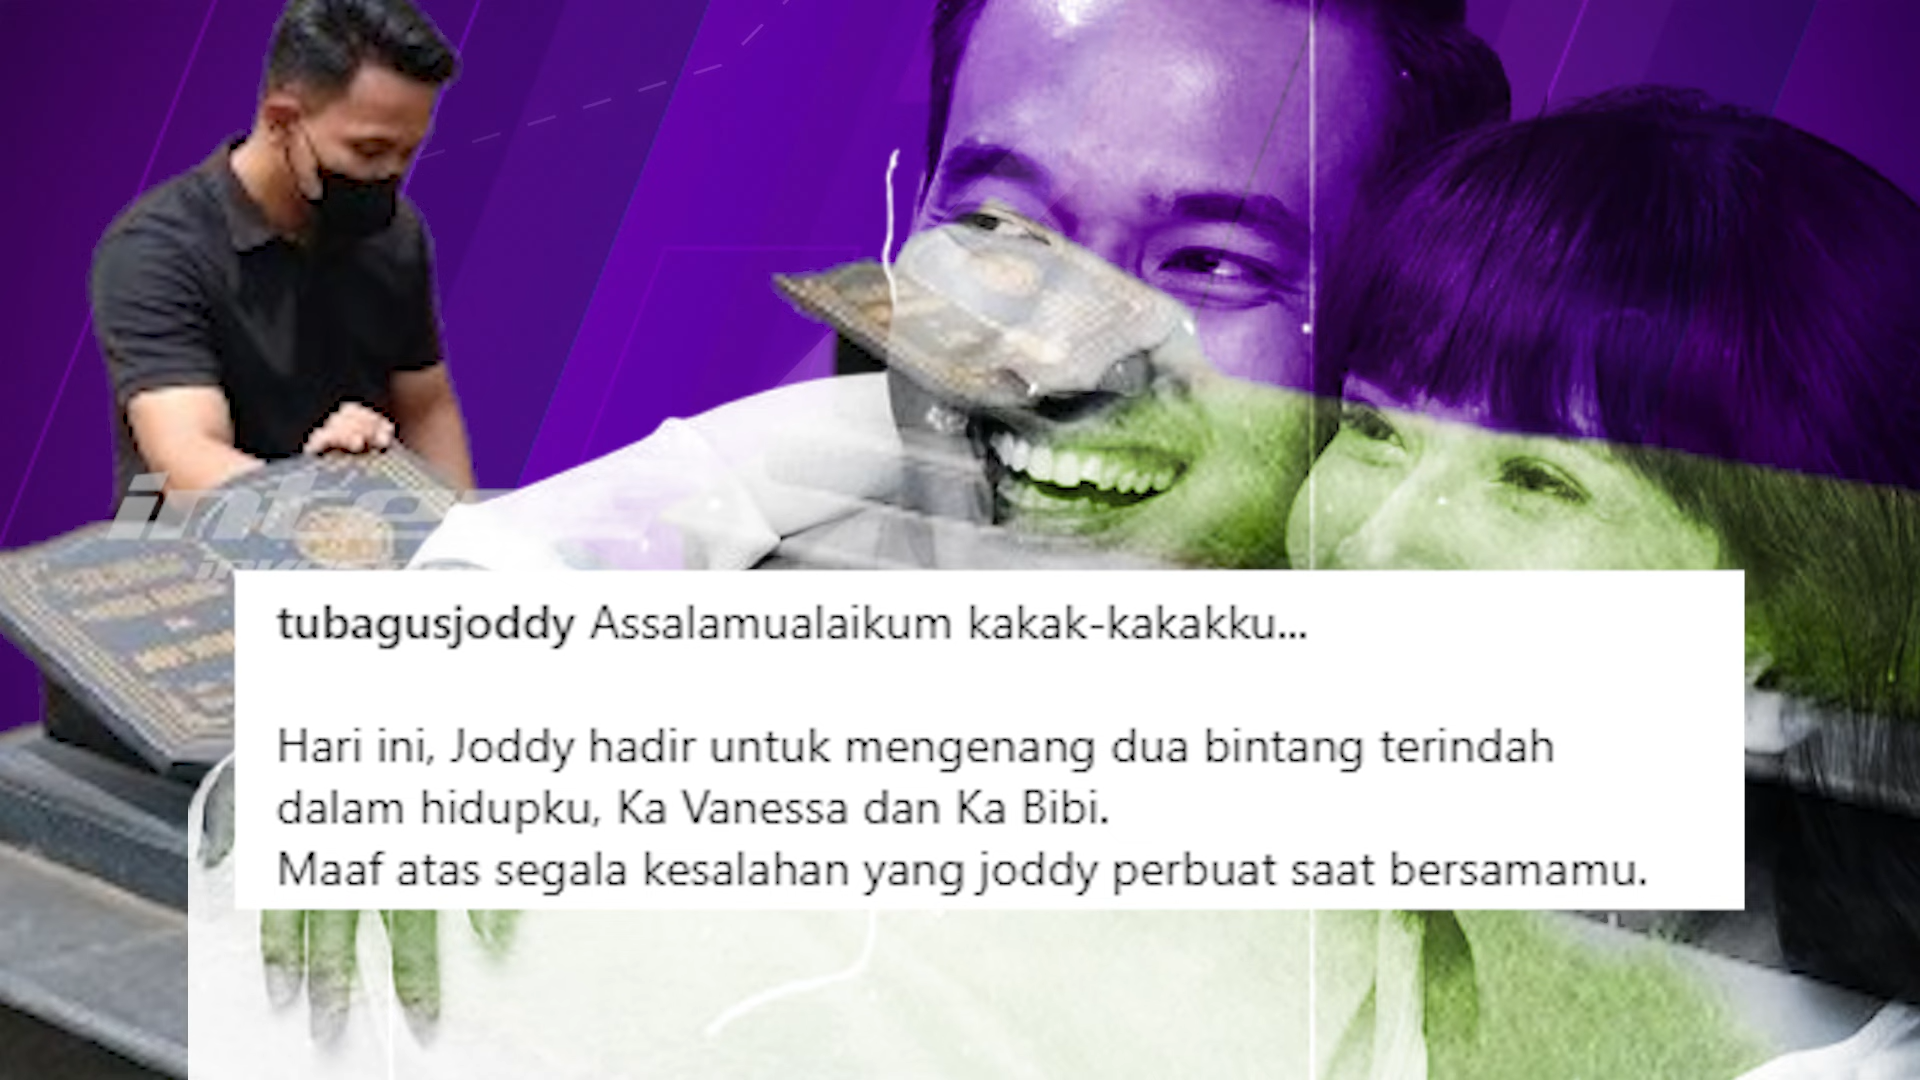 tubagusjoddy Assalamualaikum kakak-kakakku...
Hari ini, Joddy hadir untuk mengenang dua bintang terindah
dalam hidupku, Ka Vanessa dan Ka Bibi.
Maaf atas segala kesalahan yang joddy perbuat saat bersamamu.